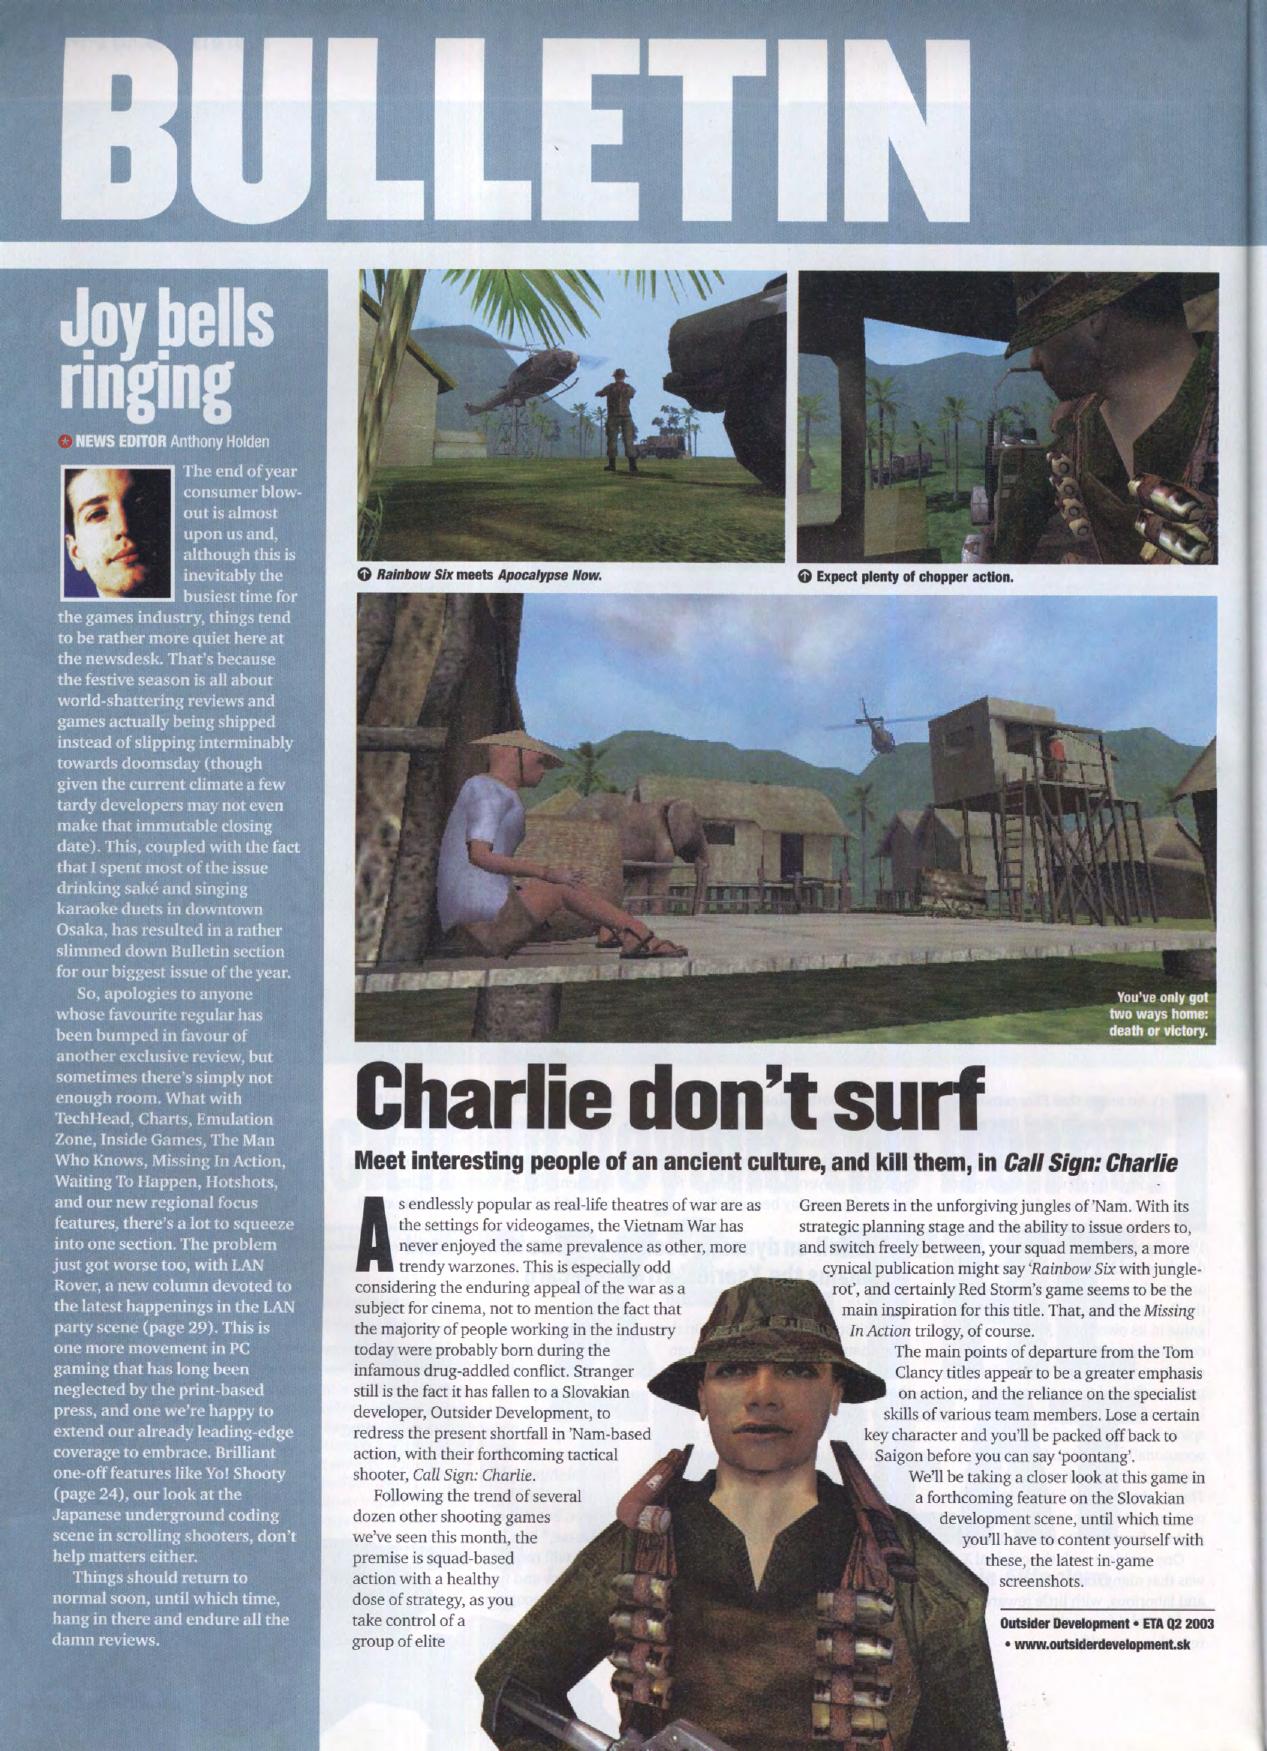 BULLETIN
Joy bells
ringing
NEWS EDITOR Anthony Holden
The end of year
consumer blow-
out is almost
upon us and,
although this is
inevitably the
busiest time for
the games industry, things tend
to be rather more quiet here at
the newsdesk. That's because
the festive season is all about
world-shattering reviews and
games actually being shipped
instead of slipping interminably
towards doomsday (though
given the current climate a few
tardy developers may not even
make that immutable closing
date). This, coupled with the fact
that I spent most of the issue
drinking saké and singing
karaoke duets in downtown
Osaka, has resulted in a rather
slimmed down Bulletin section
for our biggest issue of the year.
So, apologies to anyone
whose favourite regular has
been bumped in favour of
another exclusive review, but
sometimes there's simply not
enough room. What with
TechHead, Charts, Emulation
Zone, Inside Games, The Man
Who Knows, Missing In Action,
Waiting To Happen, Hotshots,
and our new regional focus
features, there's a lot to squeeze
into one section. The problem
just got worse too, with LAN
Rover, a new column devoted to
the latest happenings in the LAN
party scene (page 29). This is
one more movement in PC
gaming that has long been
neglected by the print-based
press, and one we're happy to
extend our already leading-edge
coverage to embrace. Brilliant
one-off features like Yo! Shooty
(page 24), our look at the
Japanese underground coding
scene in scrolling shooters, don't
help matters either.
Things should return to
normal soon, until which time,
hang in there and endure all the
damn reviews.
Rainbow Six meets Apocalypse Now.
Expect plenty of chopper action.
You've only got
two ways home:
death or victory.
Charlie don't surf
Meet interesting people of an ancient culture, and kill them, in Call Sign: Charlie
As endlessly popular as real-life theatres of war are as
the settings for videogames, the Vietnam War has
never enjoyed the same prevalence as other, more
trendy warzones. This is especially odd
considering the enduring appeal of the war as a
subject for cinema, not to mention the fact that
the majority of people working in the industry
today were probably born during the
infamous drug-addled conflict. Stranger
still is the fact it has fallen to a Slovakian
developer, Outsider Development, to
redress the present shortfall in 'Nam-based
action, with their forthcoming tactical
shooter, Call Sign: Charlie.
Following the trend of several
dozen other shooting games
we've seen this month, the
premise is squad-based
action with a healthy
dose of strategy, as you
take control of a
group of elite
Green Berets in the unforgiving jungles of 'Nam. With its
strategic planning stage and the ability to issue orders to,
and switch freely between, your squad members, a more
cynical publication might say 'Rainbow Six with jungle-
rot', and certainly Red Storm's game seems to be the
main inspiration for this title. That, and the Missing
In Action trilogy, of course.
The main points of departure from the Tom
Clancy titles appear to be a greater emphasis
on action, and the reliance on the specialist
skills of various team members. Lose a certain
key character and you'll be packed off back to
Saigon before you can say 'poontang'.
We'll be taking a closer look at this game in
a forthcoming feature on the Slovakian
development scene, until which time
you'll have to content yourself with
these, the latest in-game
screenshots.
Outsider Development • ETA Q2 2003
• www.outsiderdevelopment.sk